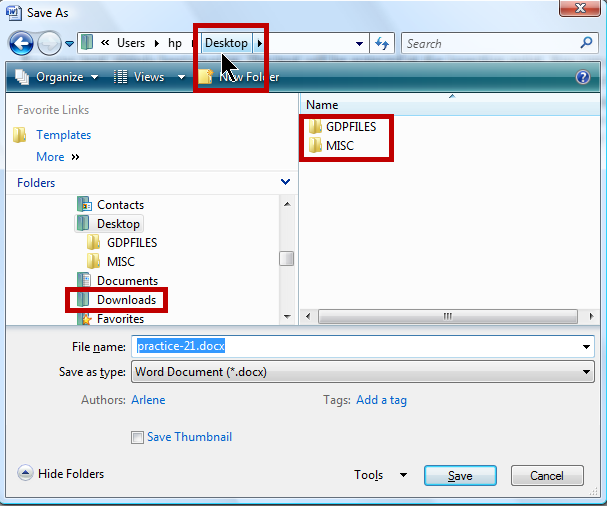 Save As
« Users ▸ hp ▸ Desktop ▸ Search
Organize Views New Folder
Favorite Links
Templates
More »
Folders
Contacts
Desktop
GDPFILES
MISC
Documents
Downloads
Favorites
Name
GDPFILES
MISC
File name: practice-21.docx
Save as type: Word Document (*.docx)
Authors: Arlene Tags: Add a tag
Save Thumbnail
Hide Folders Tools Save Cancel